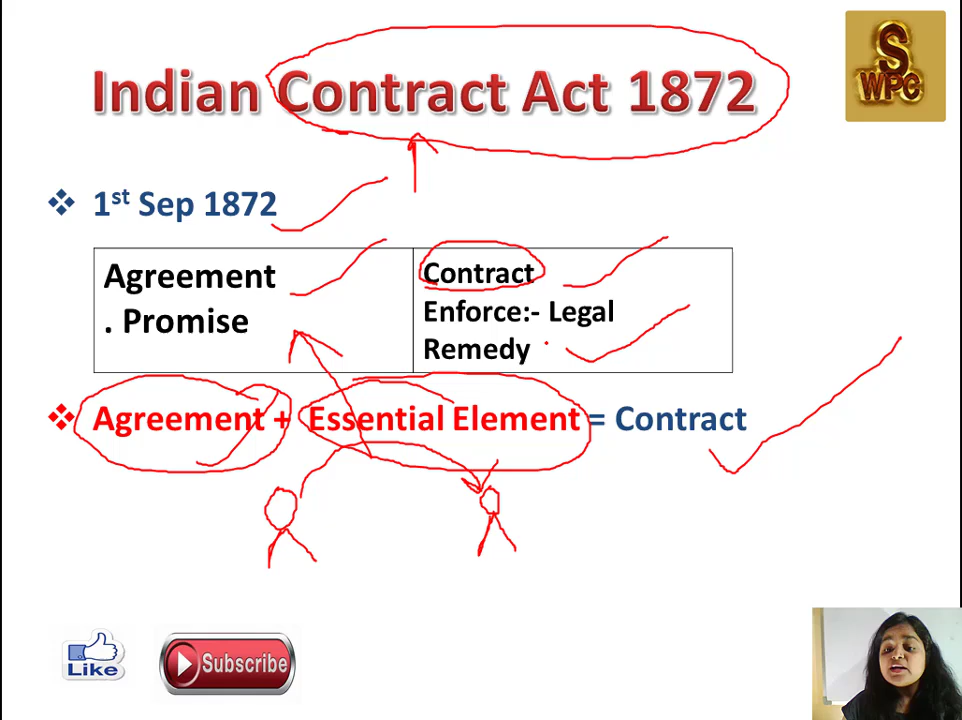 Indian Contract Act 1872
S
WPC
❖ 1st Sep 1872
Agreement
. Promise
Contract
Enforce:- Legal
Remedy
❖ Agreement + Essential Element = Contract
Like
Subscribe